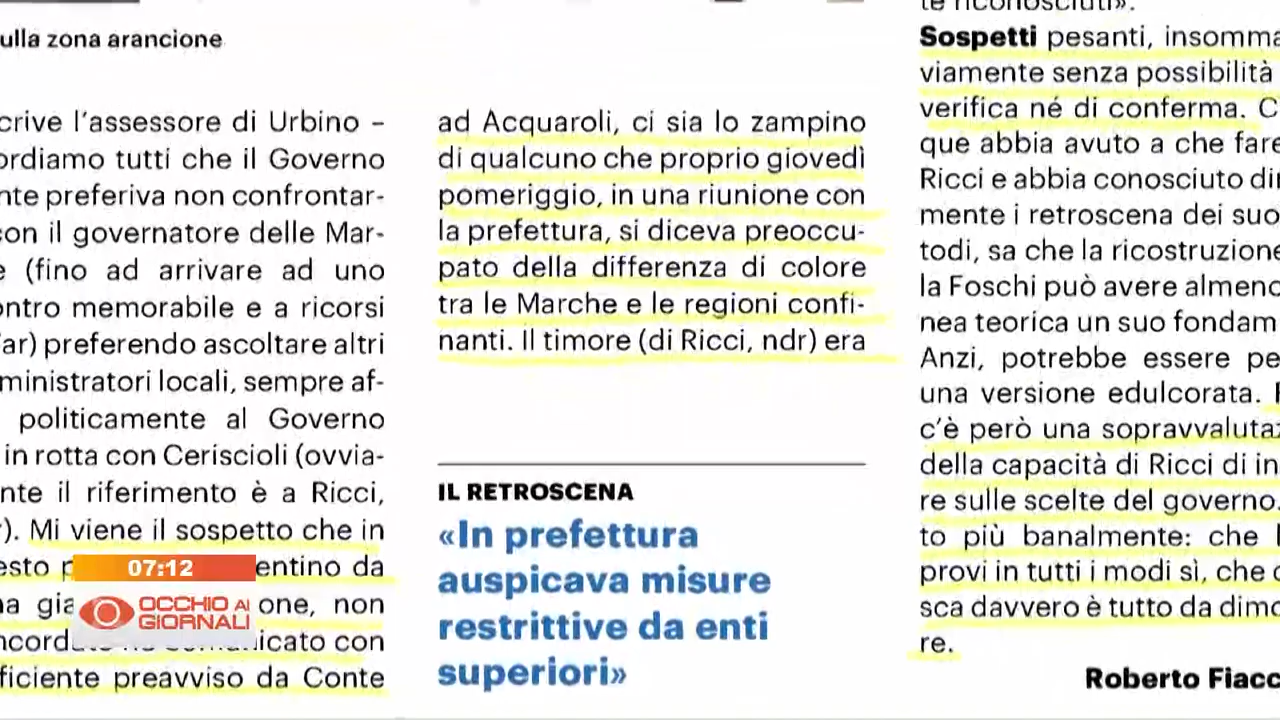 ulla zona arancione
crive l'assessore di Urbino –
ordiamo tutti che il Governo
nte preferiva non confrontar-
con il governatore delle Mar-
e (fino ad arrivare ad uno
ontro memorabile e a ricorsi
ar) preferendo ascoltare altri
ministratori locali, sempre af-
politicamente al Governo
in rotta con Ceriscioli (ovvia-
nte il riferimento è a Ricci,
r). Mi viene il sospetto che in
esto p entino da
na gia one, non
ncord icato con
ficiente preavviso da Conte
ad Acquaroli, ci sia lo zampino
di qualcuno che proprio giovedì
pomeriggio, in una riunione con
la prefettura, si diceva preoccu-
pato della differenza di colore
tra le Marche e le regioni confi-
nanti. Il timore (di Ricci, ndr) era
IL RETROSCENA
«In prefettura
auspicava misure
restrittive da enti
superiori»
te riconosciuti».
Sospetti pesanti, insomma
viamente senza possibilità
verifica né di conferma. C
que abbia avuto a che fare
Ricci e abbia conosciuto di
mente i retroscena dei suo
todi, sa che la ricostruzione
la Foschi può avere almeno
nea teorica un suo fondam
Anzi, potrebbe essere pe
una versione edulcorata.
c'è però una sopravvaluta
della capacità di Ricci di in
re sulle scelte del governo.
to più banalmente: che
provi in tutti i modi sì, che
sca davvero è tutto da dimo
re.
Roberto Fiacc
07:12
OCCHIO AI
GIORNALI